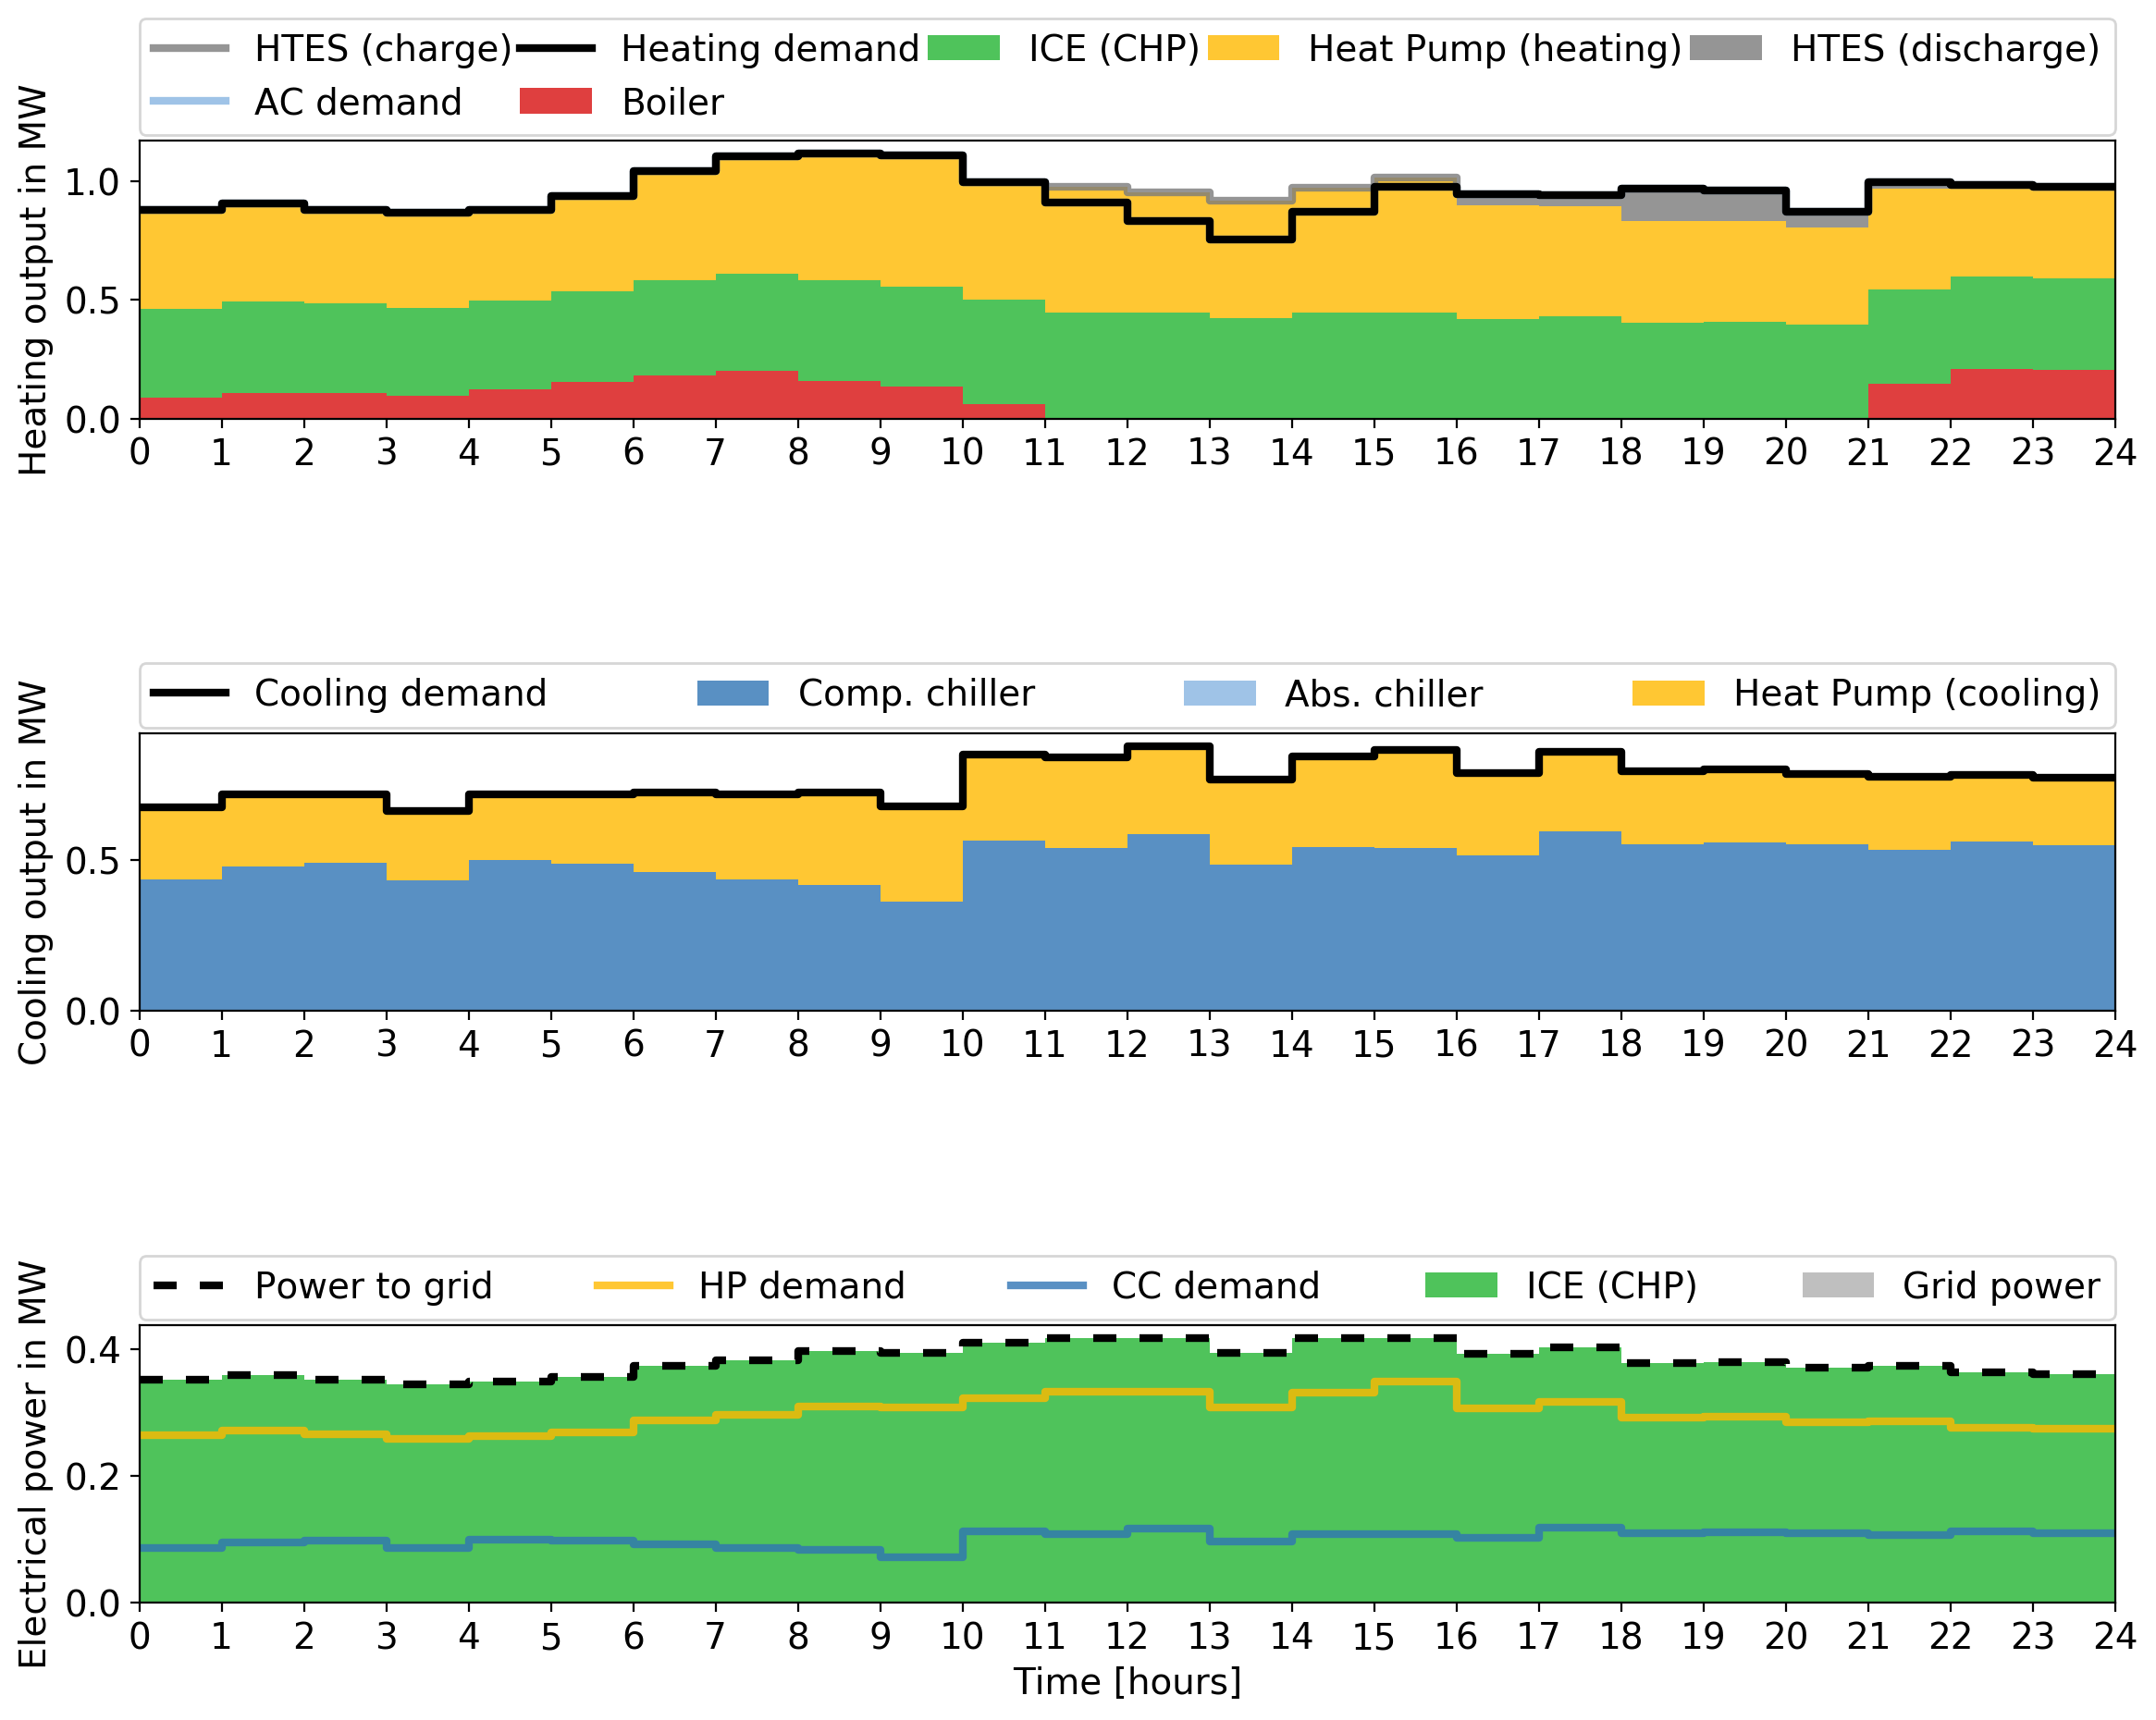 HTES (charge) Heating demand ICE (CHP) Heat Pump (heating) HTES (discharge)
AC demand Boiler
Heating output in MW
1.0
0.5
0.0
0 1 2 3 4 5 6 7 8 9 10 11 12 13 14 15 16 17 18 19 20 21 22 23 24
Cooling demand Comp. chiller Abs. chiller Heat Pump (cooling)
Cooling output in MW
0.5
0.0
0 1 2 3 4 5 6 7 8 9 10 11 12 13 14 15 16 17 18 19 20 21 22 23 24
Power to grid HP demand CC demand ICE (CHP) Grid power
Electrical power in MW
0.4
0.2
0.0
0 1 2 3 4 5 6 7 8 9 10 11 12 13 14 15 16 17 18 19 20 21 22 23 24
Time [hours]